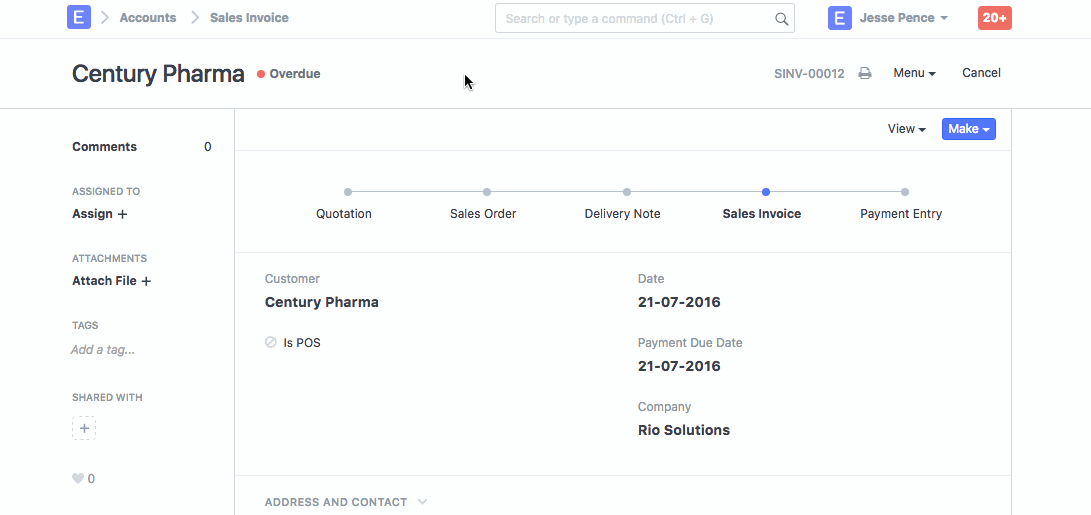 E Accounts Sales Invoice Search or type a command (Ctrl + G) E Jesse Pence 20+
Century Pharma Overdue SINV-00012 Menu Cancel
View Make
Comments 0
ASSIGNED TO
Assign +
ATTACHMENTS
Attach File +
TAGS
Add a tag...
SHARED WITH
+
0
Quotation Sales Order Delivery Note Sales Invoice Payment Entry
Customer
Century Pharma
Is POS
Date
21-07-2016
Payment Due Date
21-07-2016
Company
Rio Solutions
ADDRESS AND CONTACT